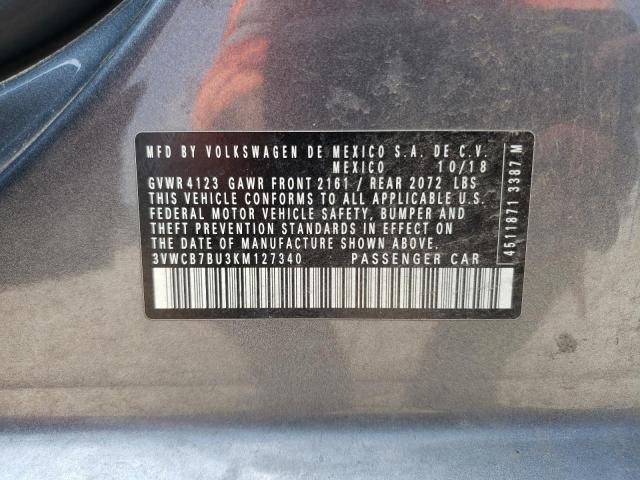 MFD BY VOLKSWAGEN DE MEXICO S.A. DE C.V.
MEXICO 10/18
GVWR 4123 GAWR FRONT 2161 / REAR 2072 LBS
THIS VEHICLE CONFORMS TO ALL APPLICABLE U.S.
FEDERAL MOTOR VEHICLE SAFETY, BUMPER AND
THEFT PREVENTION STANDARDS IN EFFECT ON
THE DATE OF MANUFACTURE SHOWN ABOVE.
3VWCB7BU3KM127340 PASSENGER CAR
4511871 3387 M